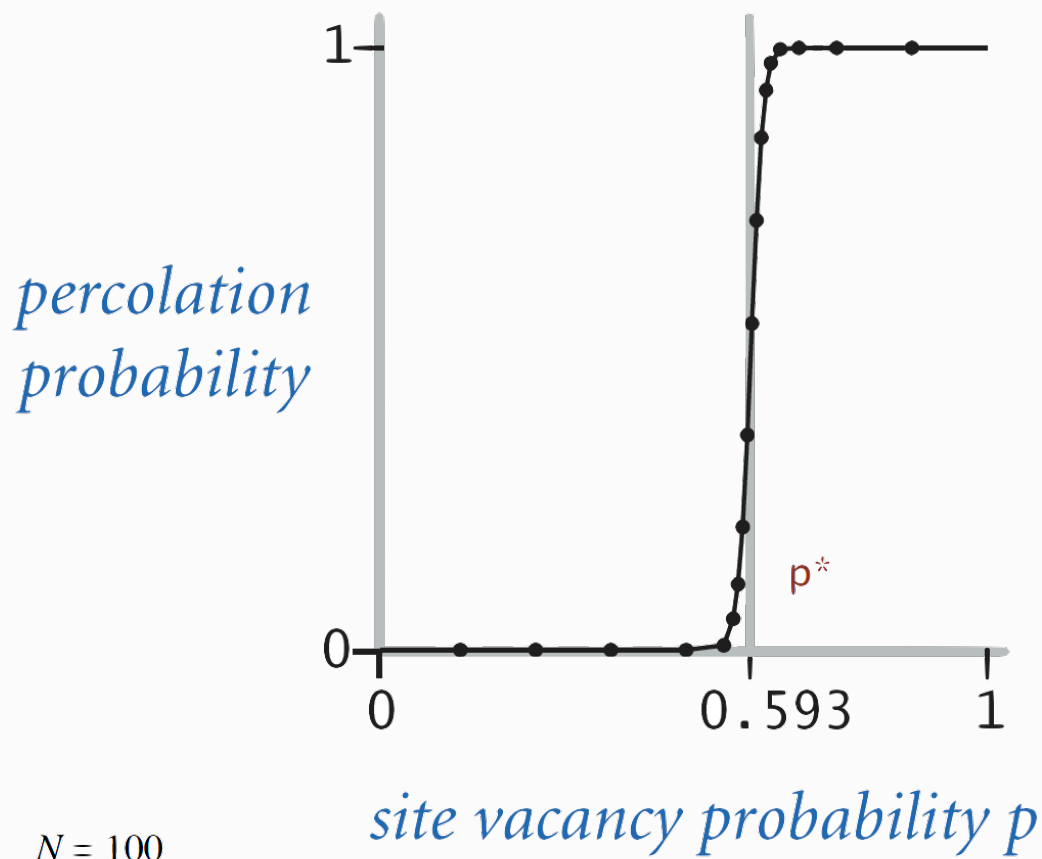 1
percolation
probability
p*
0
0 0.593 1
site vacancy probability p
N = 100